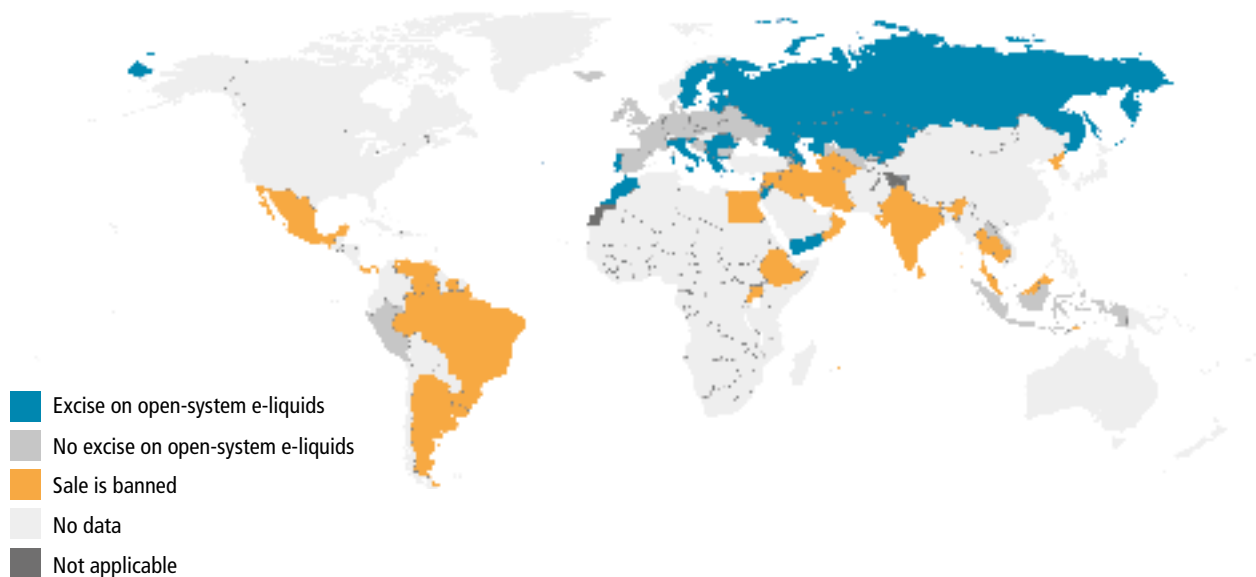 Excise on open-system e-liquids
No excise on open-system e-liquids
Sale is banned
No data
Not applicable